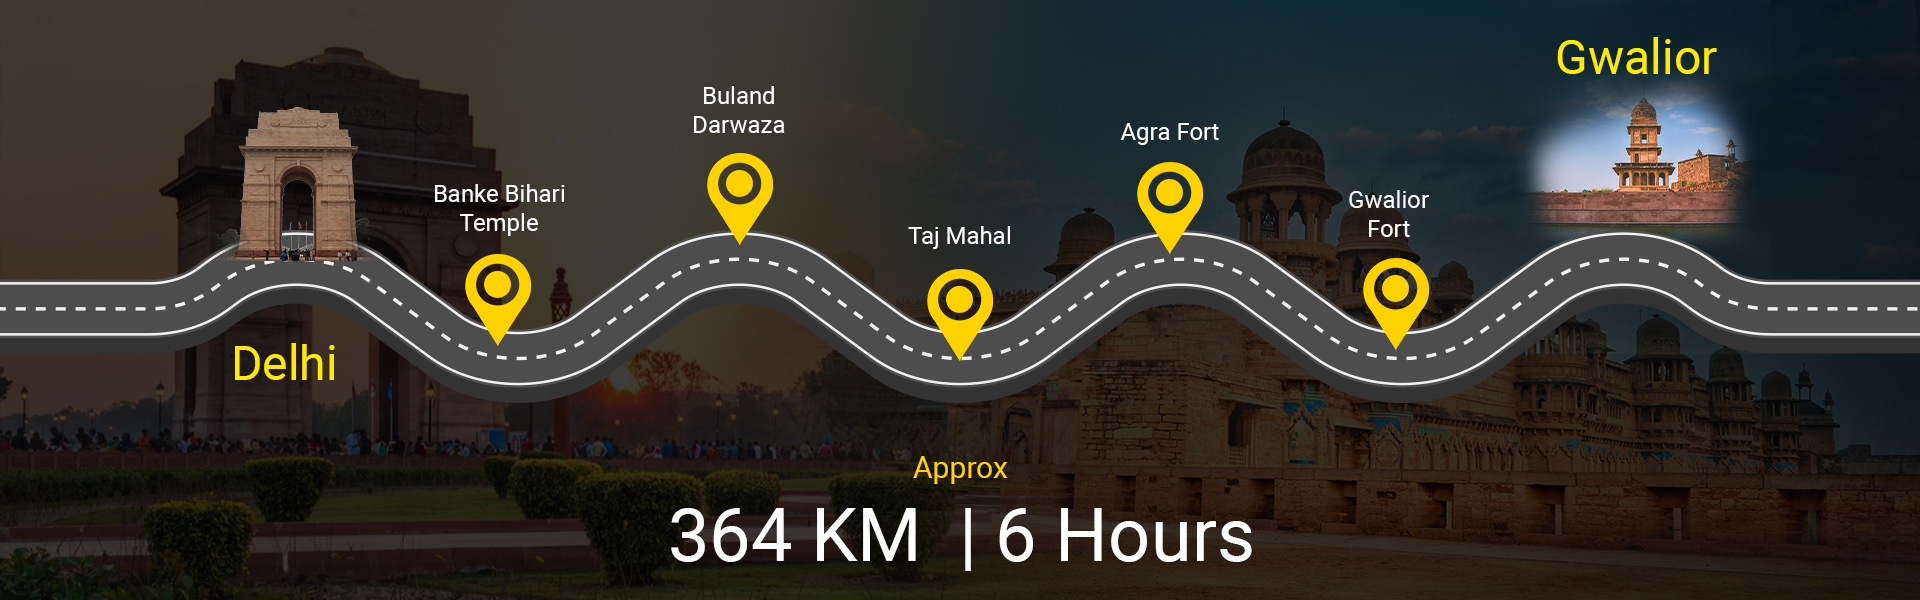 Gwalior
Buland
Darwaza
Agra Fort
Banke Bihari
Temple
Gwalior
Fort
Taj Mahal
Delhi
Approx
364 KM | 6 Hours